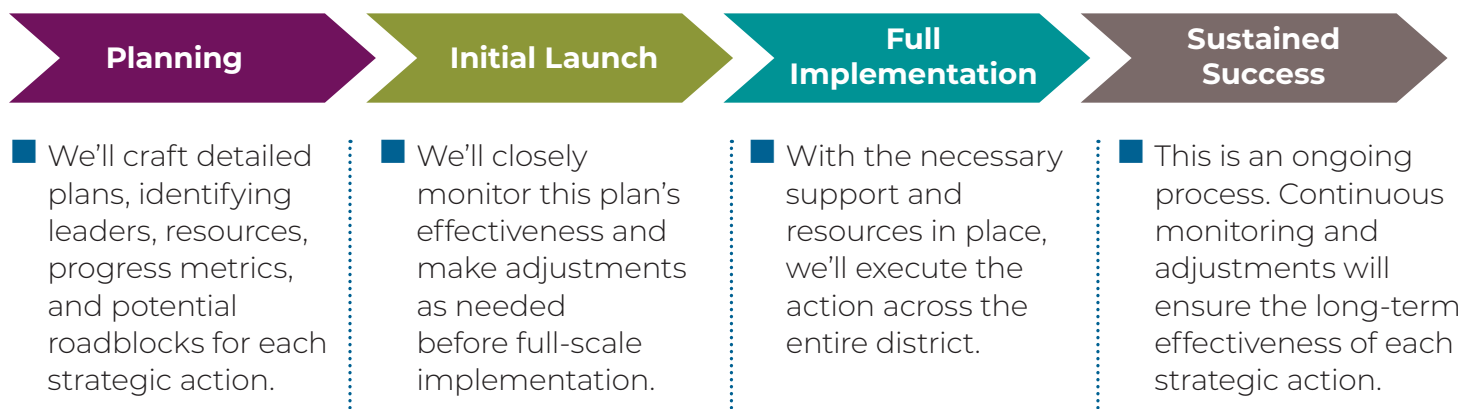 Planning
Initial Launch
Full
Implementation
Sustained
Success
We’ll craft detailed
plans, identifying
leaders, resources,
progress metrics,
and potential
roadblocks for each
strategic action.
We’ll closely
monitor this plan’s
effectiveness and
make adjustments
as needed
before full-scale
implementation.
With the necessary
support and
resources in place,
we’ll execute the
action across the
entire district.
This is an ongoing
process. Continuous
monitoring and
adjustments will
ensure the long-term
effectiveness of each
strategic action.